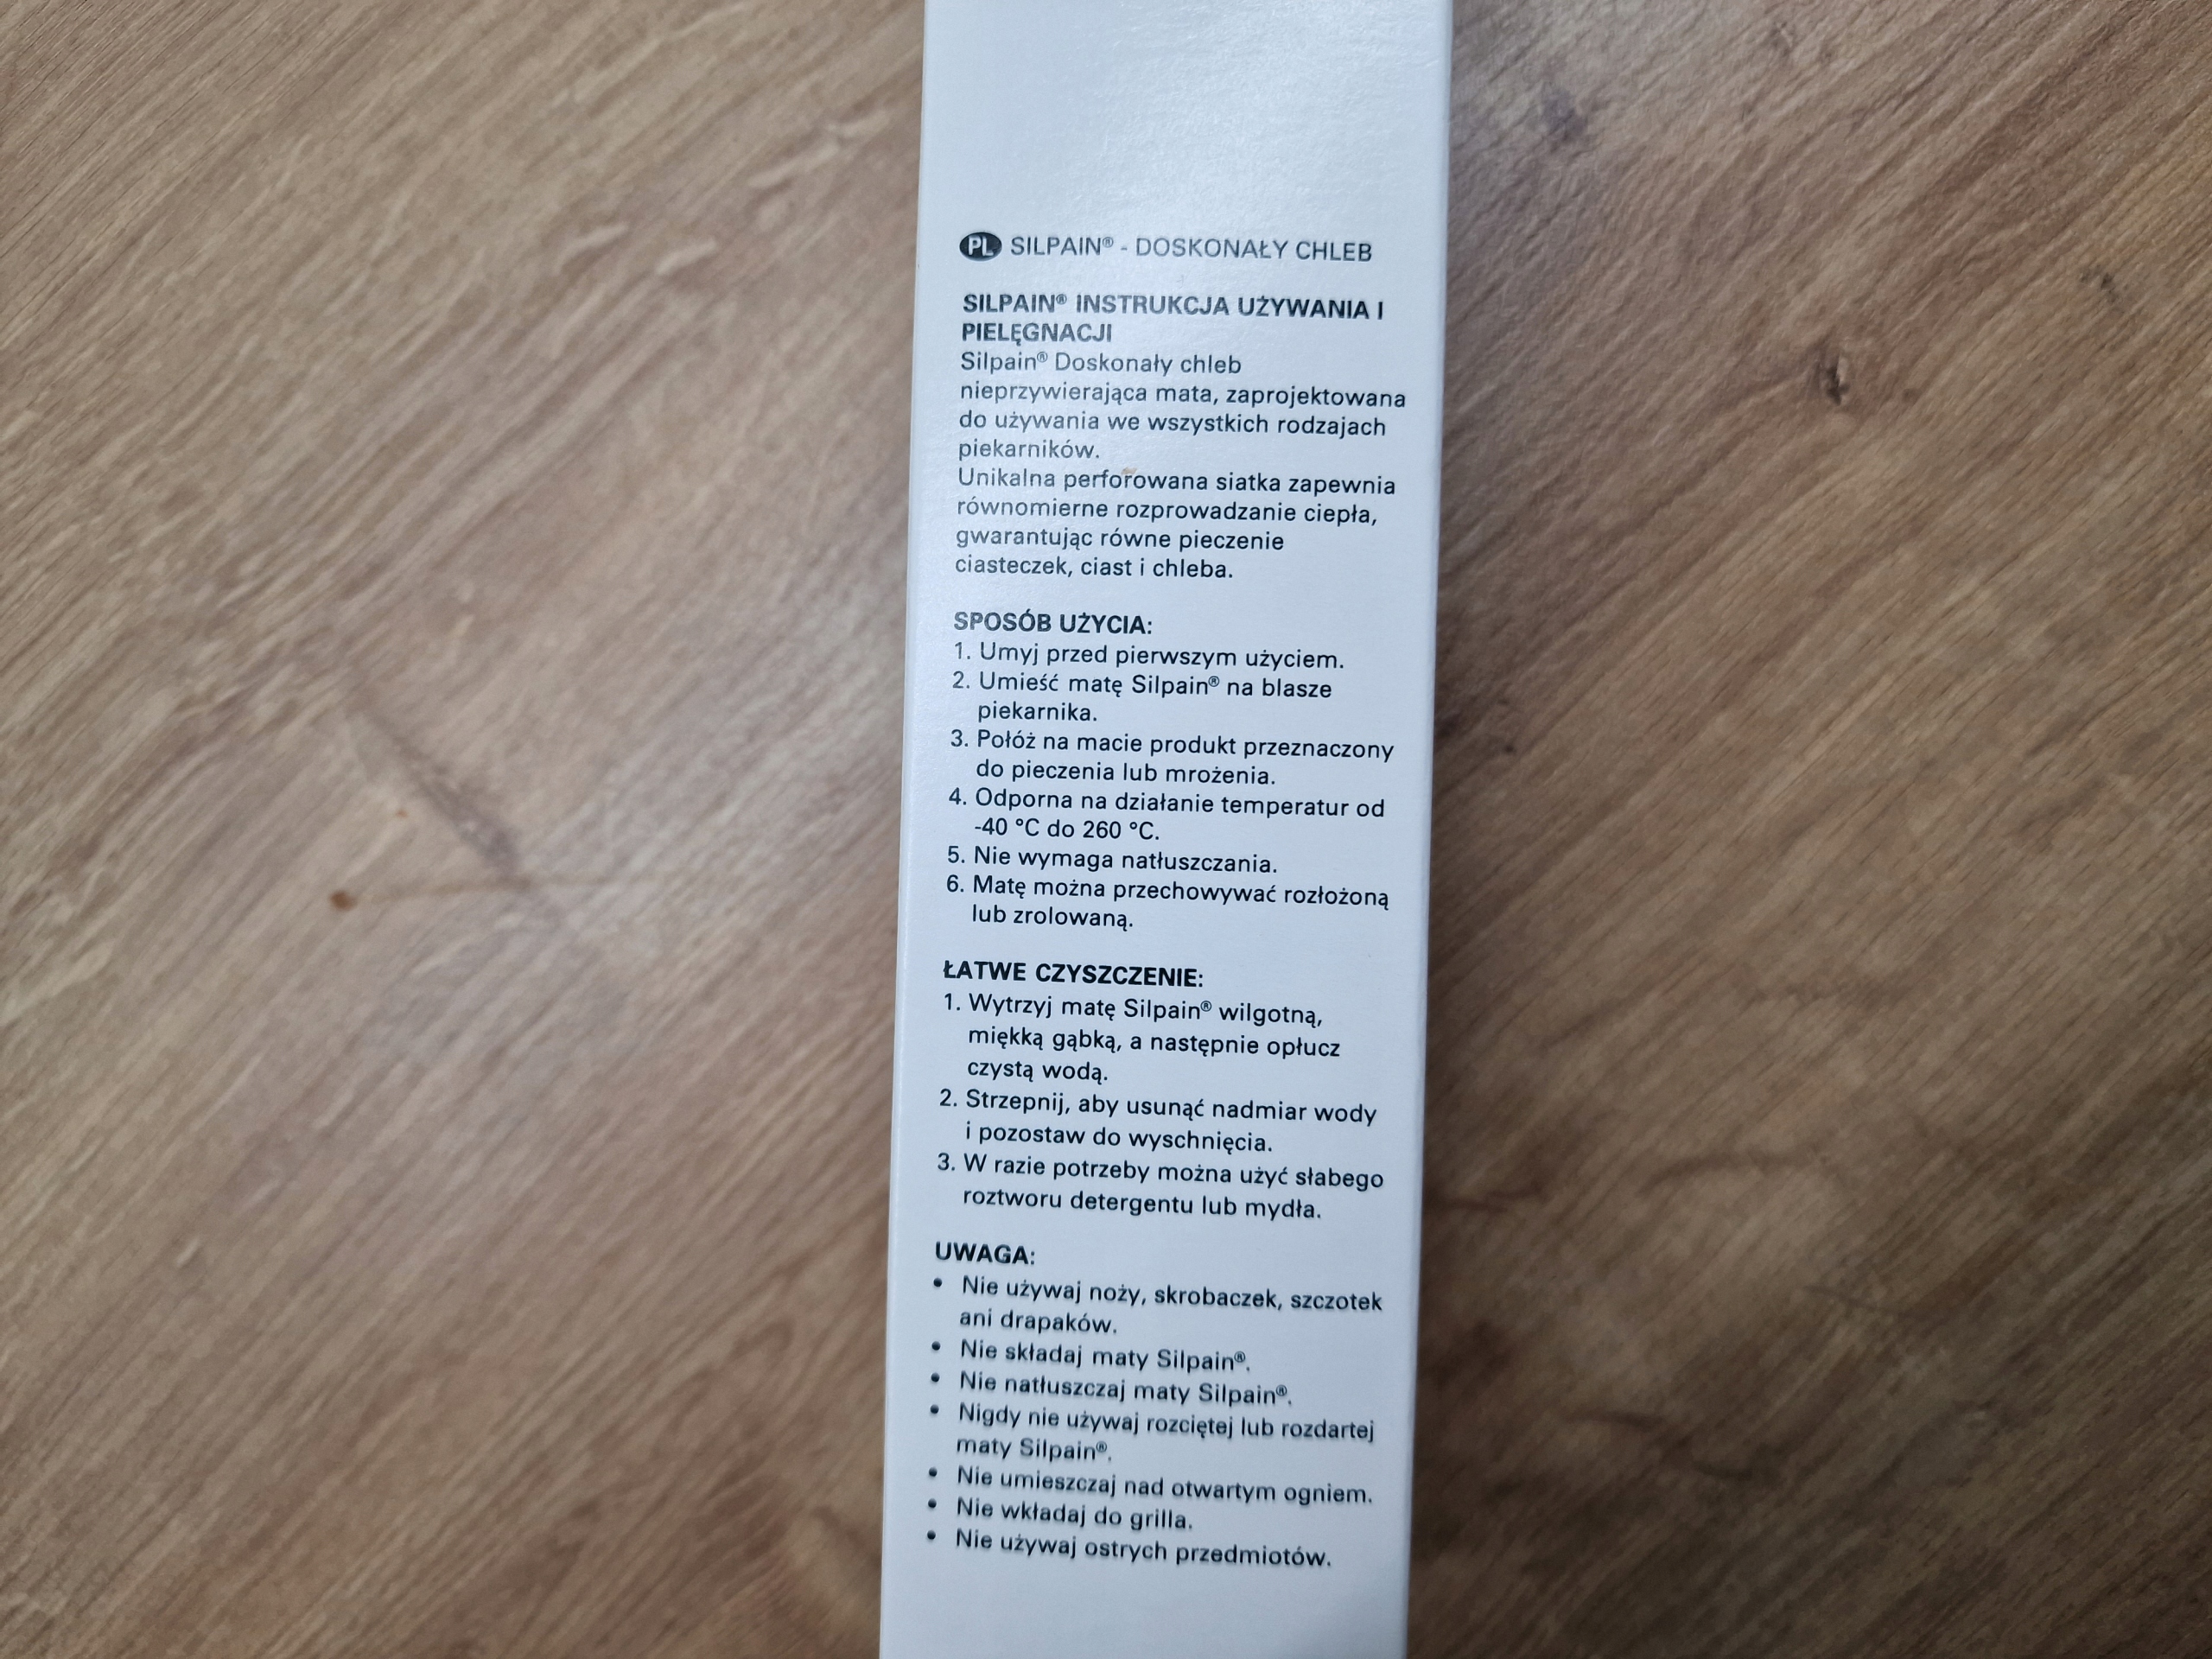 PL SILPAIN® - DOSKONAŁY CHLEB
SILPAIN® INSTRUKCJA UŻYWANIA I
PIELĘGNACJI
Silpain® Doskonały chleb
nieprzywierająca mata, zaprojektowana
do używania we wszystkich rodzajach
piekarników.
Unikalna perforowana siatka zapewnia
równomierne rozprowadzanie ciepła,
gwarantując równe pieczenie
ciasteczek, ciast i chleba.
SPOSÓB UŻYCIA:
1. Umyj przed pierwszym użyciem.
2. Umieść matę Silpain® na blasze
piekarnika.
3. Połóż na macie produkt przeznaczony
do pieczenia lub mrożenia.
4. Odporna na działanie temperatur od
-40 °C do 260 °C.
5. Nie wymaga natłuszczania.
6. Matę można przechowywać rozłożoną
lub zrolowaną.
ŁATWE CZYSZCZENIE:
1. Wytrzyj matę Silpain® wilgotną,
miękką gąbką, a następnie opłucz
czystą wodą.
2. Strzepnij, aby usunąć nadmiar wody
i pozostaw do wyschnięcia.
3. W razie potrzeby można użyć słabego
roztworu detergentu lub mydła.
UWAGA:
• Nie używaj noży, skrobaczek, szczotek
ani drapaków.
• Nie składaj maty Silpain®.
• Nie natłuszczaj maty Silpain®.
• Nigdy nie używaj rozciętej lub rozdartej
maty Silpain®.
• Nie umieszczaj nad otwartym ogniem.
• Nie wkładaj do grilla.
• Nie używaj ostrych przedmiotów.